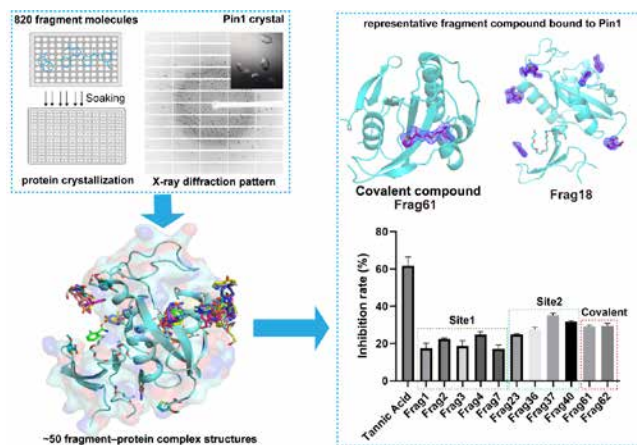 820 fragment molecules
Pin1 crystal
Soaking
protein crystallization
X-ray diffraction pattern
~50 fragment–protein complex structures
representative fragment compound bound to Pin1
Covalent compound
Frag61
Frag18
Inhibition rate (%)
80
60
40
20
0
Site1
Site2
Covalent
Tannic Acid
Frag1
Frag2
Frag3
Frag4
Frag7
Frag23
Frag36
Frag37
Frag40
Frag61
Frag62